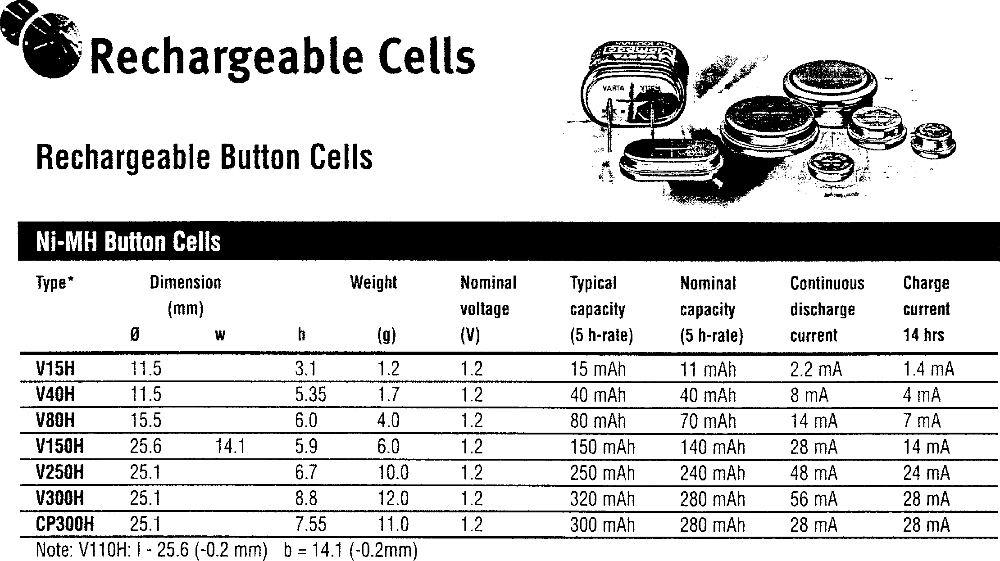 Rechargeable Cells
VARTA
Rechargeable Button Cells
Ni-MH Button Cells
Type* Dimension Weight Nominal Typical Nominal Continuous Charge
(mm) voltage capacity capacity discharge current
Ø w h (g) (V) (5 h-rate) (5 h-rate) current 14 hrs
V15H 11.5 3.1 1.2 1.2 15 mAh 11 mAh 2.2 mA 1.4 mA
V40H 11.5 5.35 1.7 1.2 40 mAh 40 mAh 8 mA 4 mA
V80H 15.5 6.0 4.0 1.2 80 mAh 70 mAh 14 mA 7 mA
V150H 25.6 14.1 5.9 6.0 1.2 150 mAh 140 mAh 28 mA 14 mA
V250H 25.1 6.7 10.0 1.2 250 mAh 240 mAh 48 mA 24 mA
V300H 25.1 8.8 12.0 1.2 320 mAh 280 mAh 56 mA 28 mA
CP300H 25.1 7.55 11.0 1.2 300 mAh 280 mAh 28 mA 28 mA
Note: V110H: l - 25.6 (-0.2 mm) b = 14.1 (-0.2mm)